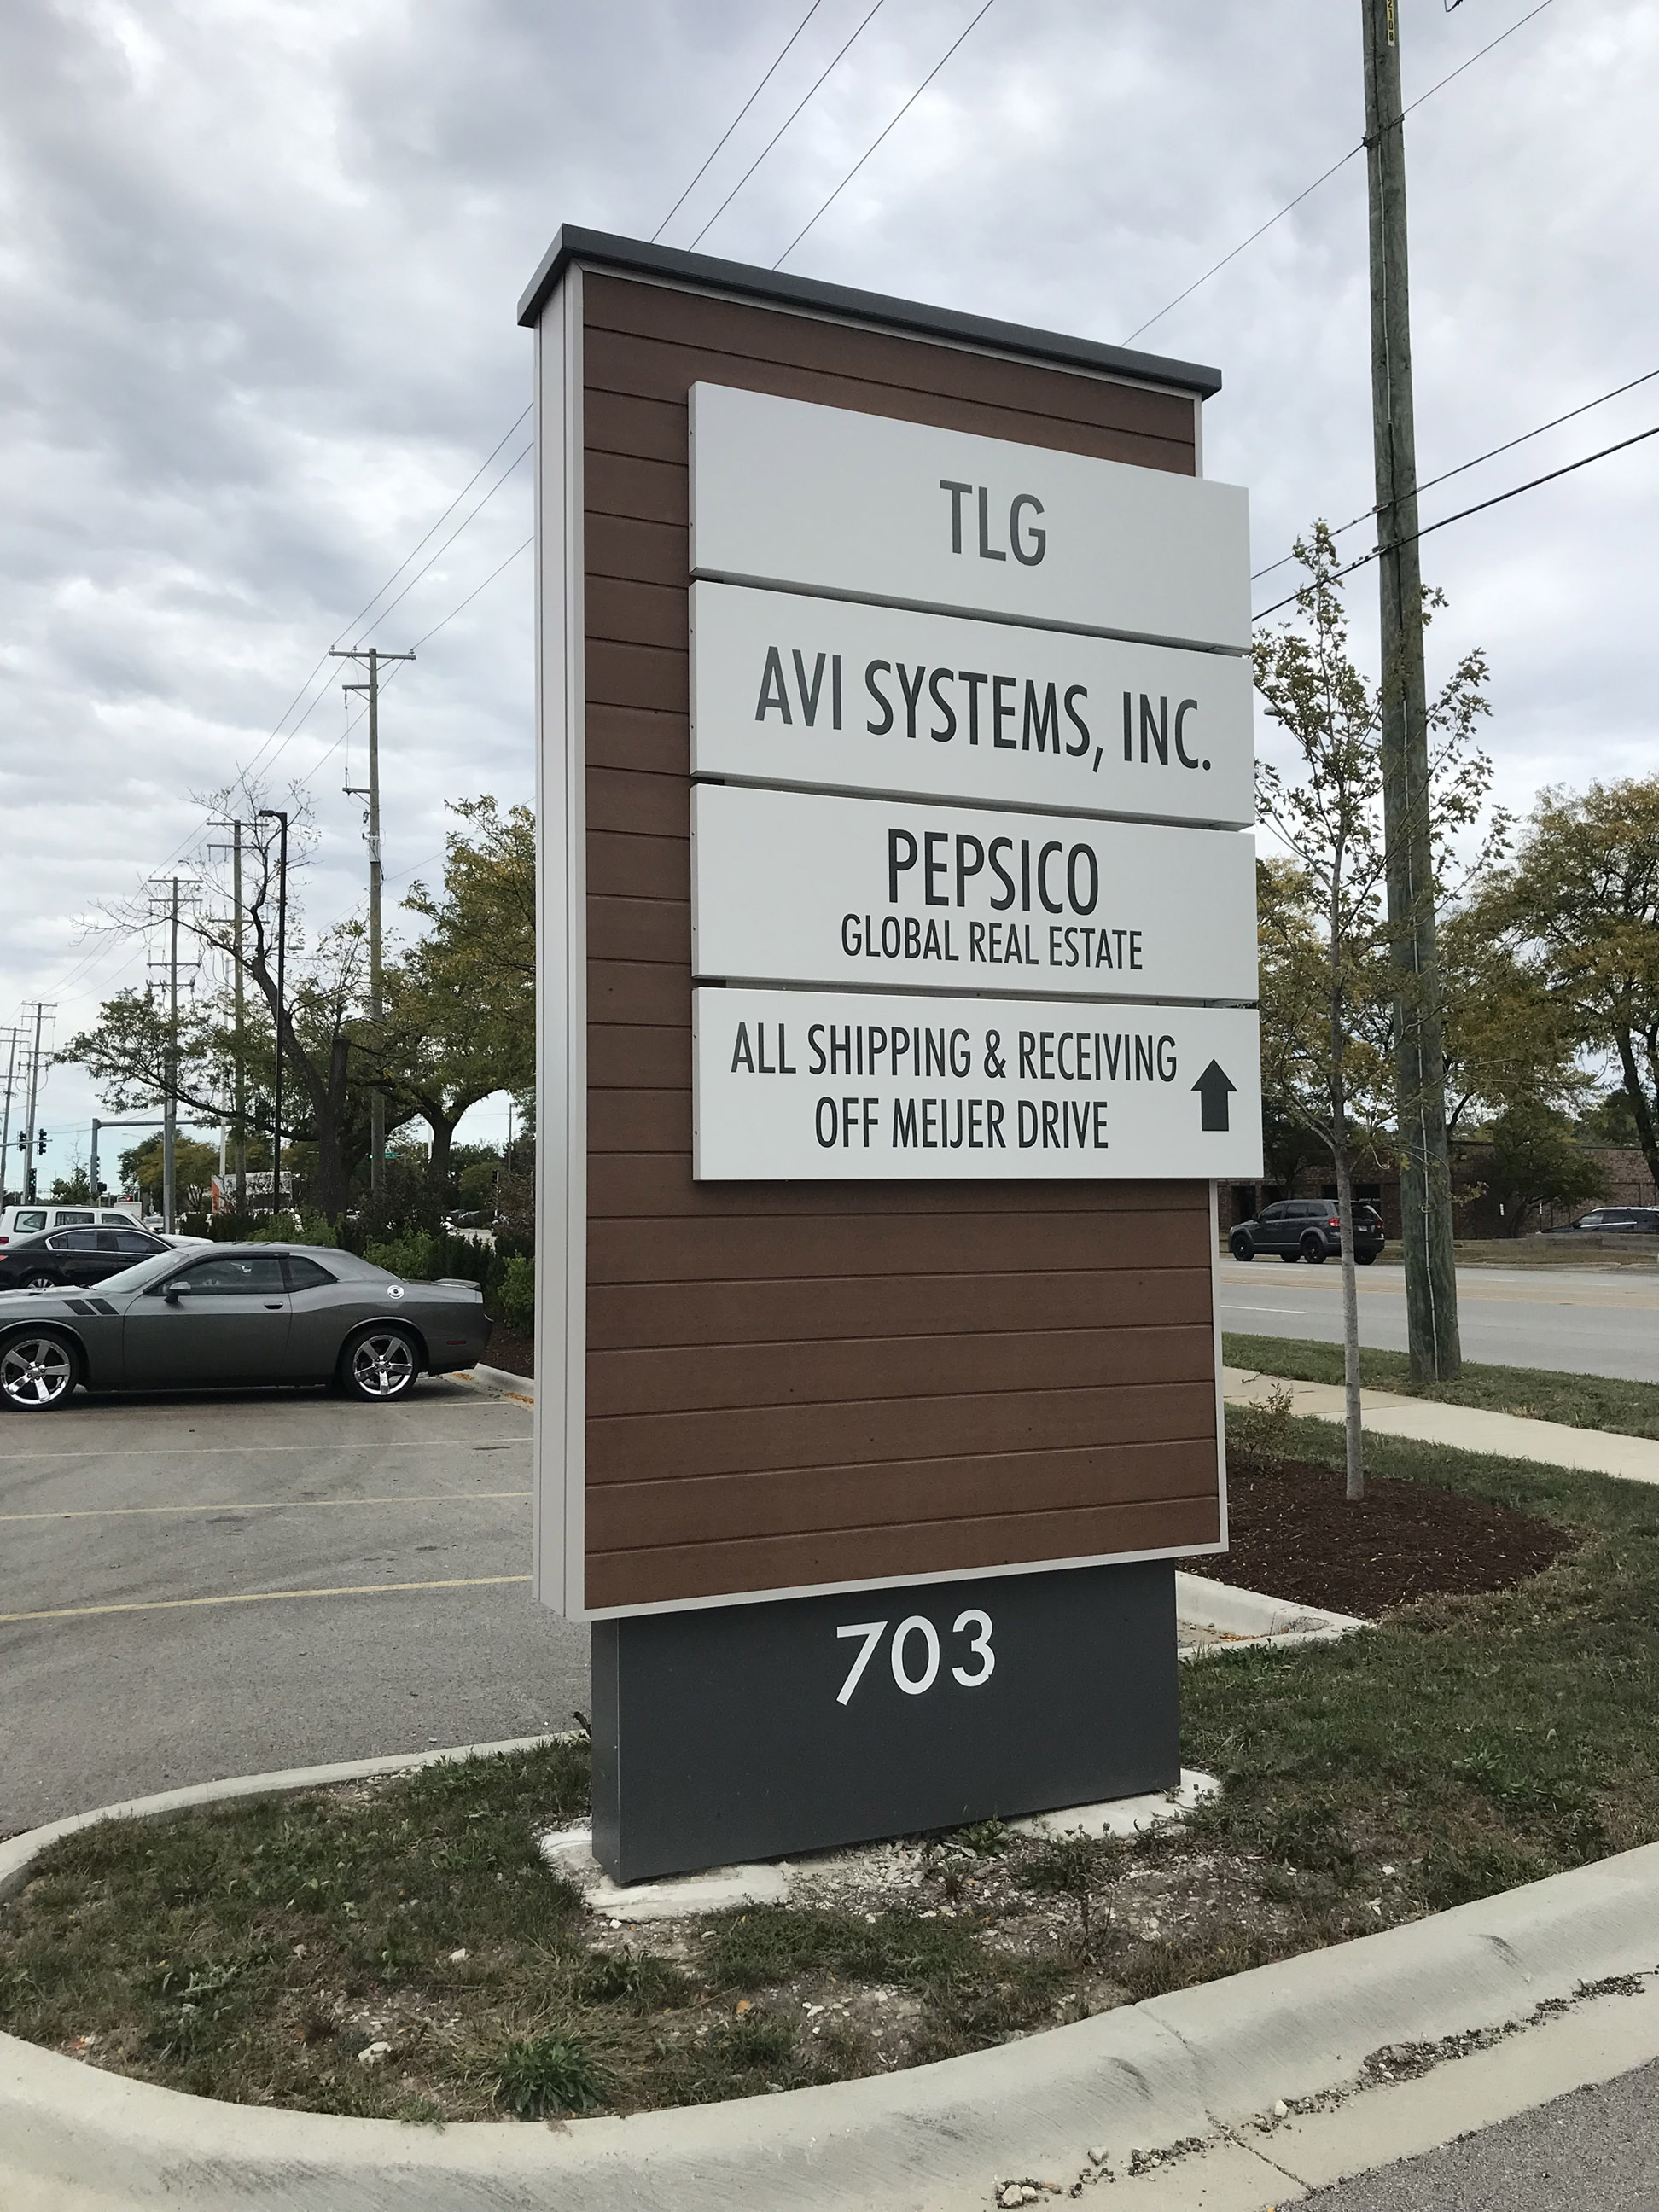 TLG
AVI SYSTEMS, INC.
PEPSICO
GLOBAL REAL ESTATE
ALL SHIPPING & RECEIVING
OFF MEIJER DRIVE
703